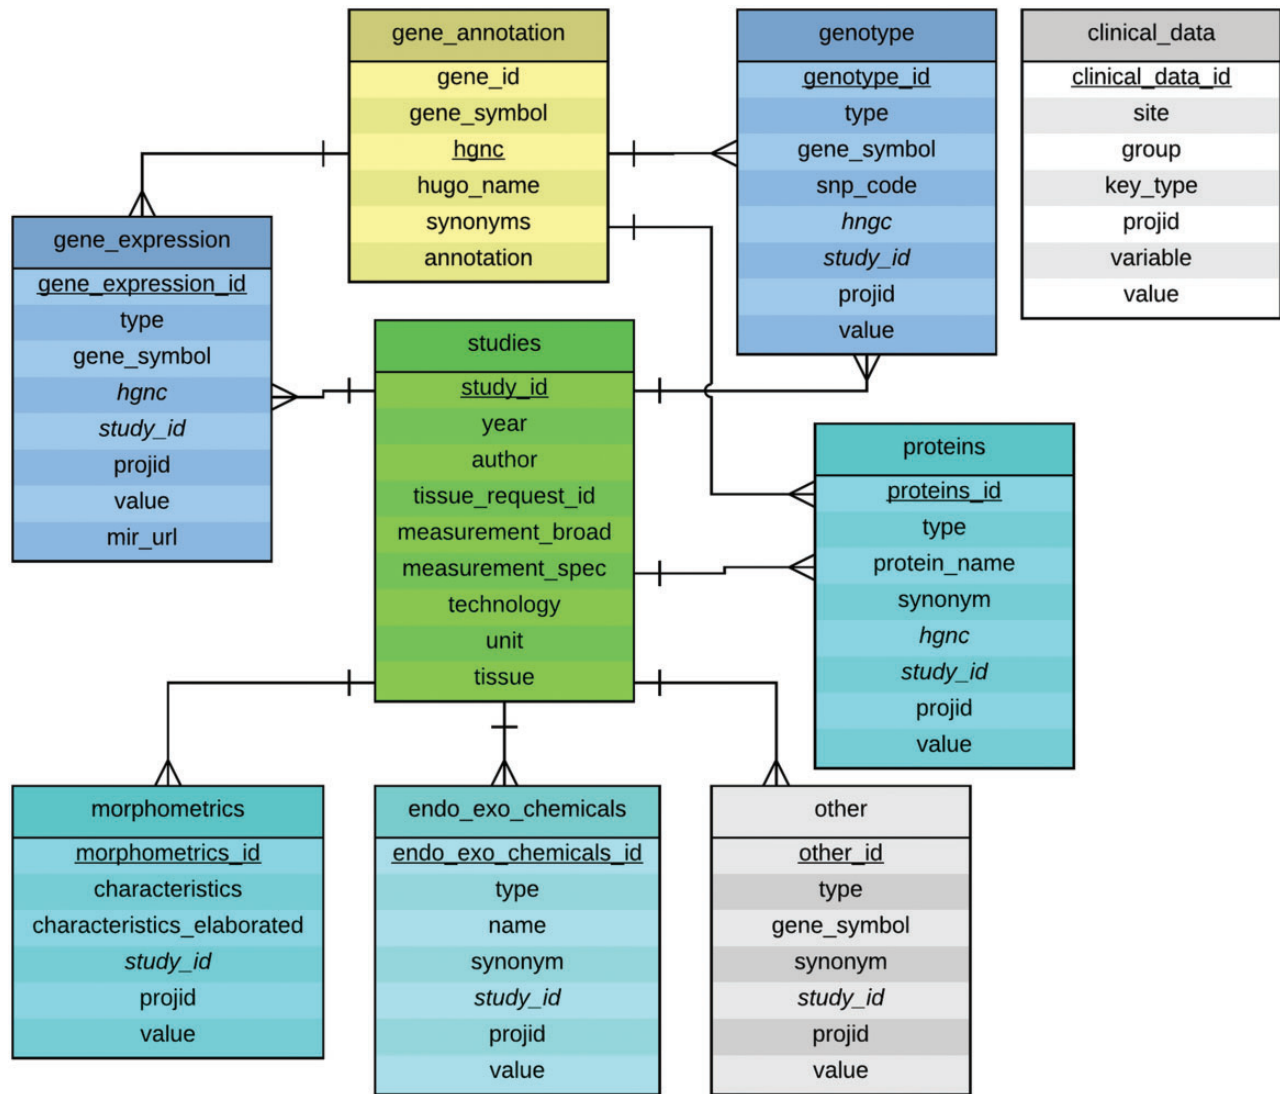 gene_annotation
gene_id
gene_symbol
hgnc
hugo_name
synonyms
annotation
genotype
genotype_id
type
gene_symbol
snp_code
hngc
study_id
projid
value
clinical_data
clinical_data_id
site
group
key_type
projid
variable
value
gene_expression
gene_expression_id
type
gene_symbol
hgnc
study_id
projid
value
mir_url
studies
study_id
year
author
tissue_request_id
measurement_broad
measurement_spec
technology
unit
tissue
proteins
proteins_id
type
protein_name
synonym
hgnc
study_id
projid
value
morphometrics
morphometrics_id
characteristics
characteristics_elaborated
study_id
projid
value
endo_exo_chemicals
endo_exo_chemicals_id
type
name
synonym
study_id
projid
value
other
other_id
type
gene_symbol
synonym
study_id
projid
value